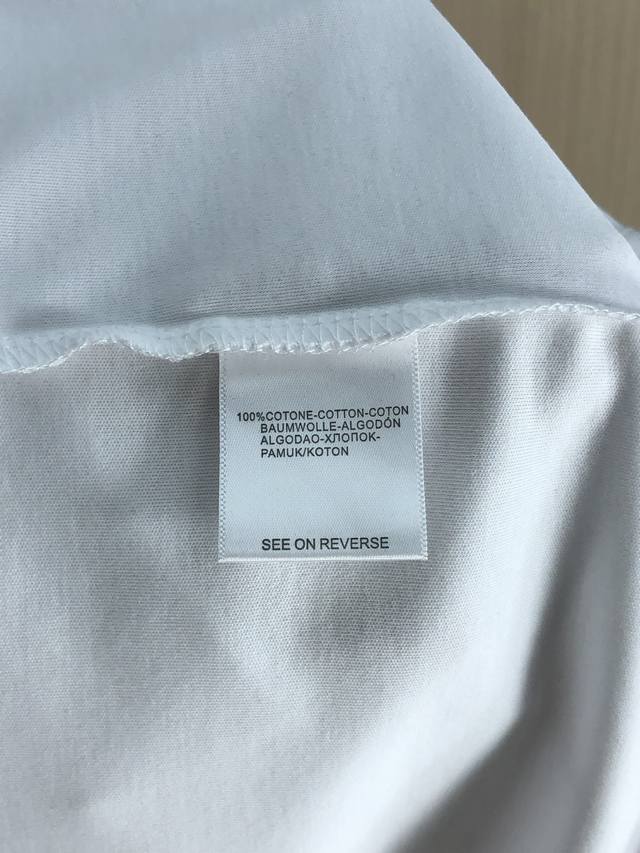 100%COTONE-COTTON-COTON
BAUMWOLLE-ALGODÓN
ALGODAO-ХЛОПОК-
PAMUK/KOTON
SEE ON REVERSE